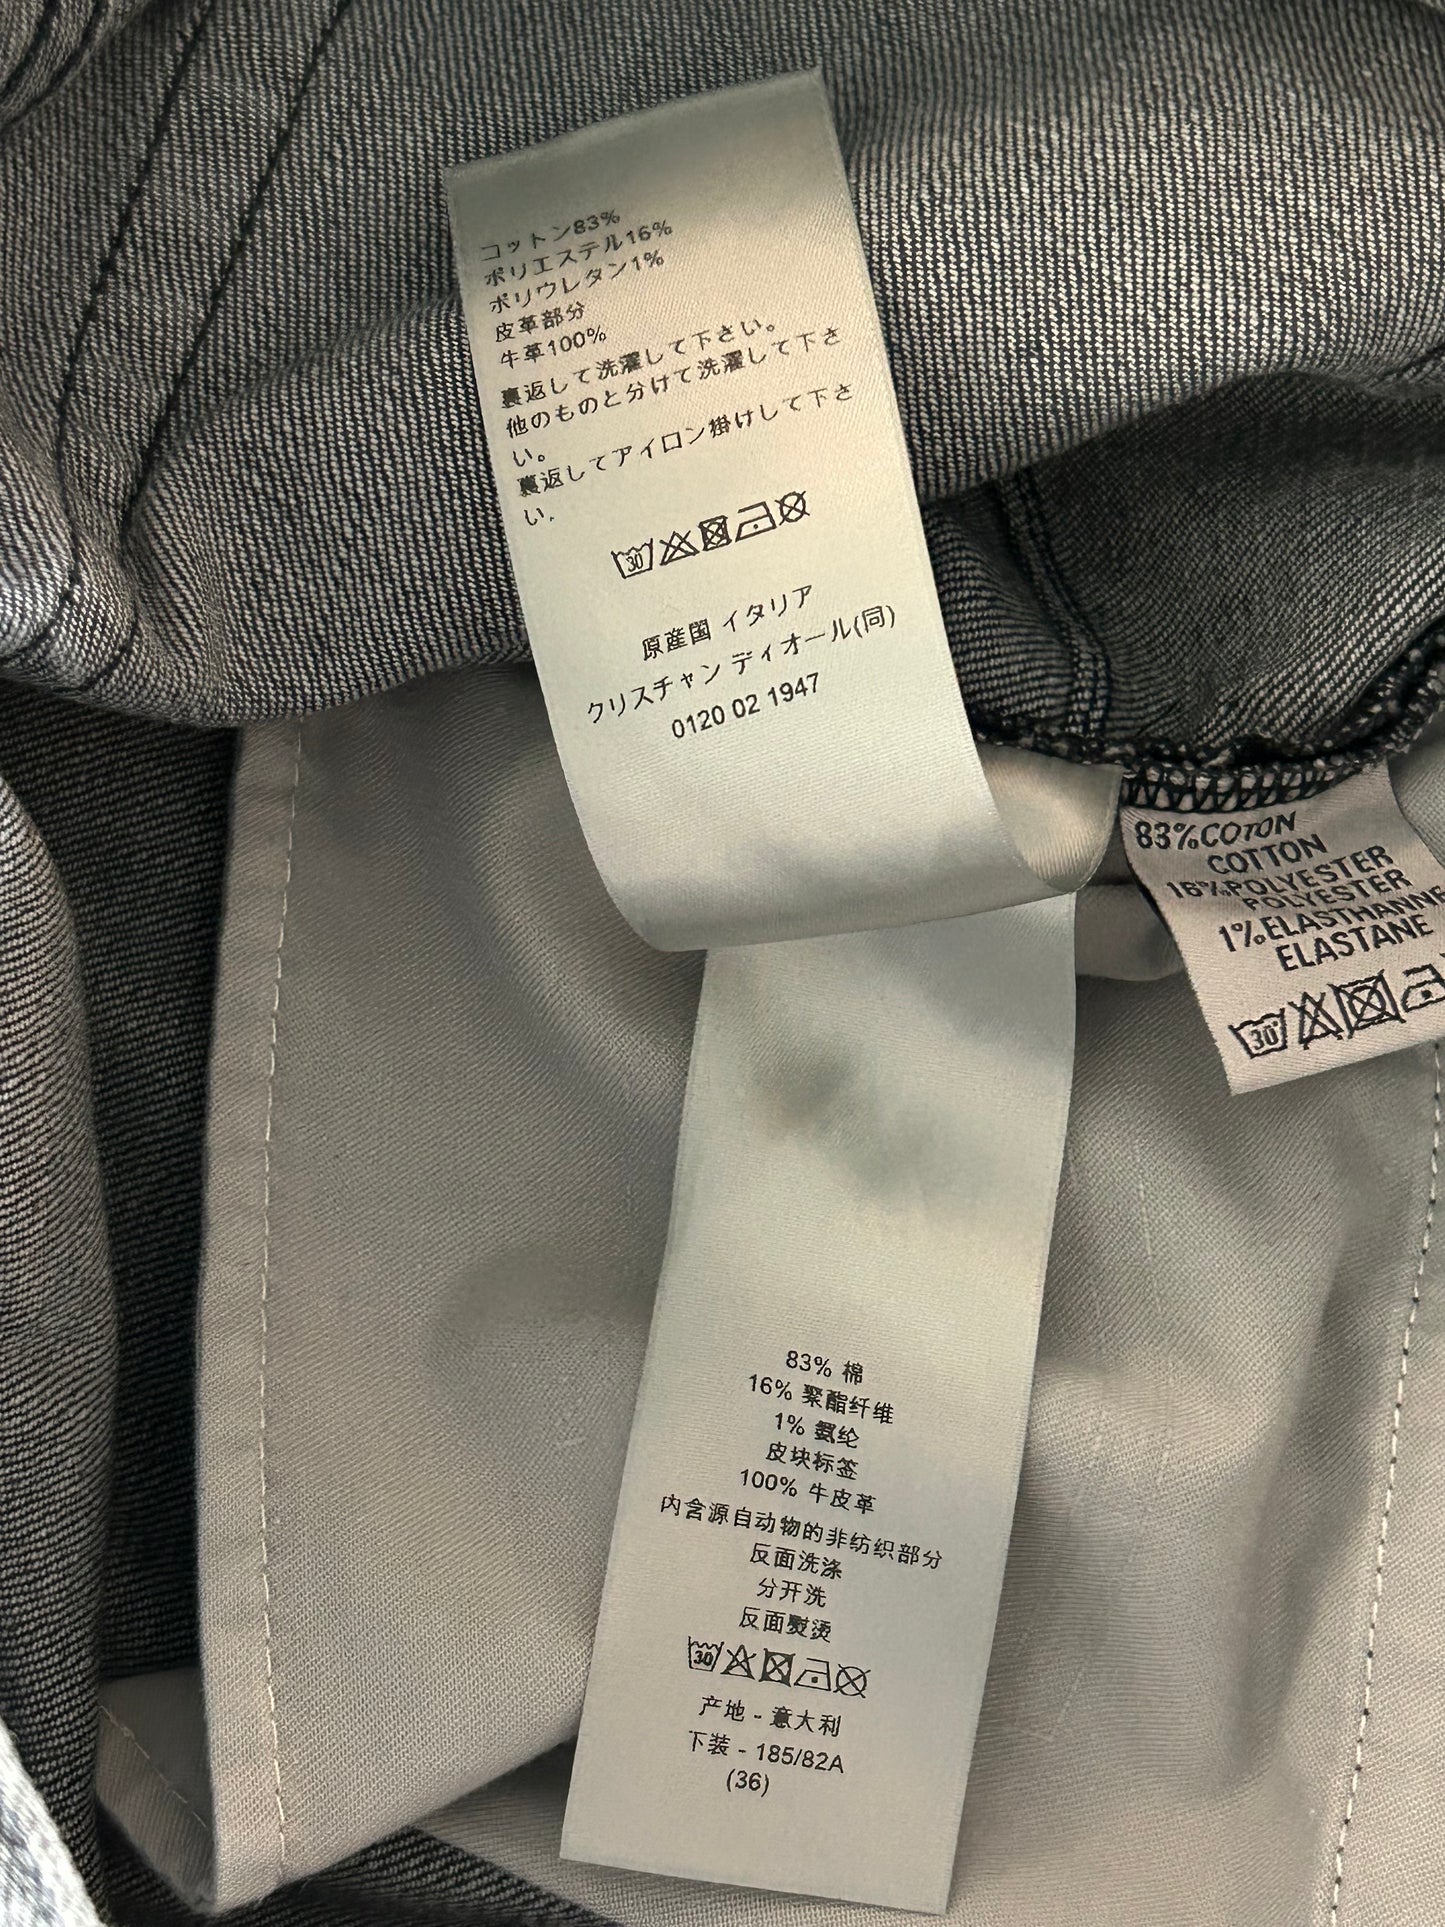 コットン83%
ポリエステル16%
ポリウレタン1%
皮革部分
牛革100%
裏返して洗濯して下さい。
他のものと分けて洗濯して下さ
い。
裏返してアイロン掛けして下さ
い.
30
原産国 イタリア
クリスチャン ディオール(同)
0120 02 1947
83%COTON
COTTON
16%POLYESTER
POLYESTER
1%ELASTHANNE
ELASTANE
30°
83% 棉
16% 聚酯纤维
1% 氨纶
皮块标签
100% 牛皮革
内含源自动物的非纺织部分
反面洗涤
分开洗
反面熨烫
30
产地 - 意大利
下装 - 185/82A
(36)